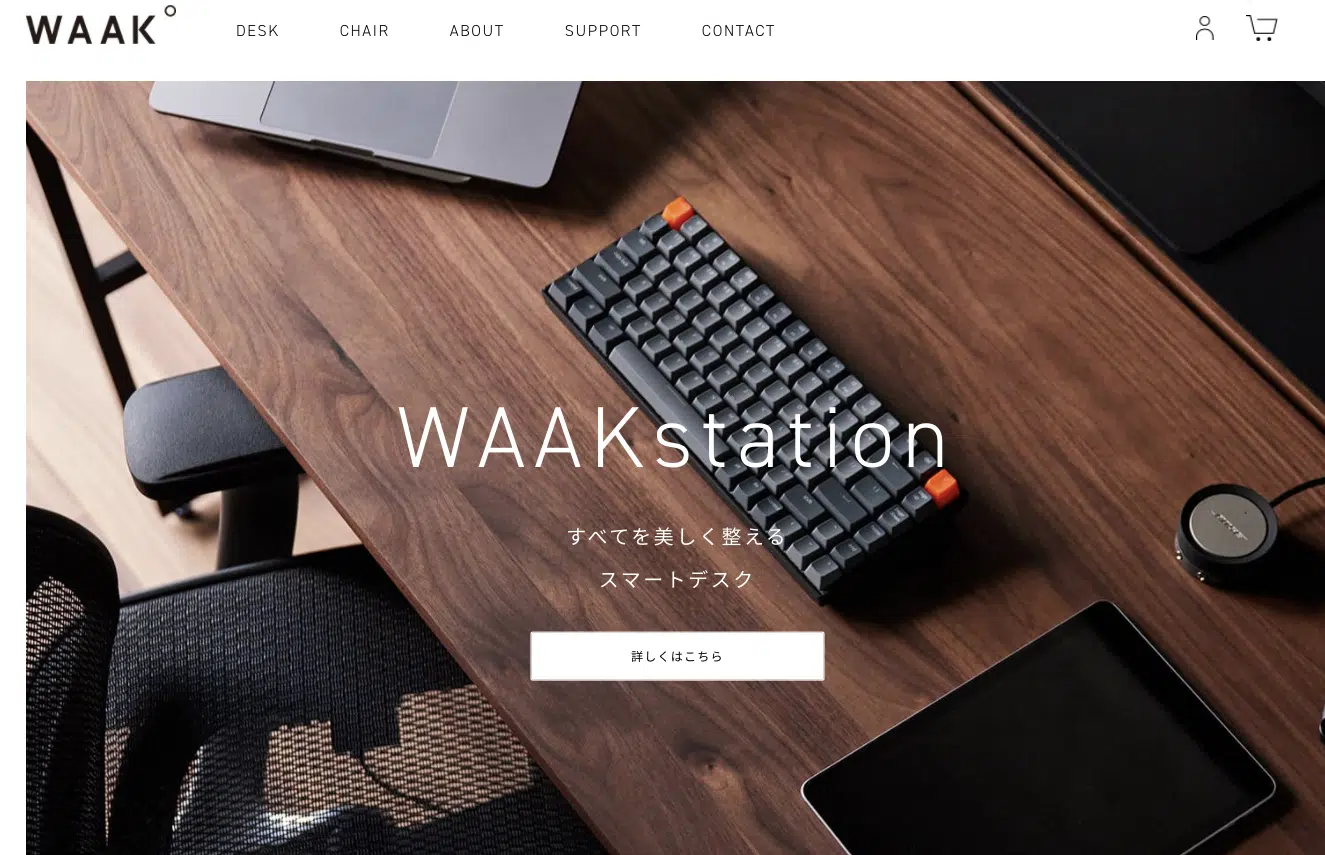 WAAK°
DESK
CHAIR
ABOUT
SUPPORT
CONTACT
WAAKstation
すべてを美しく整える
スマートデスク
詳しくはこちら